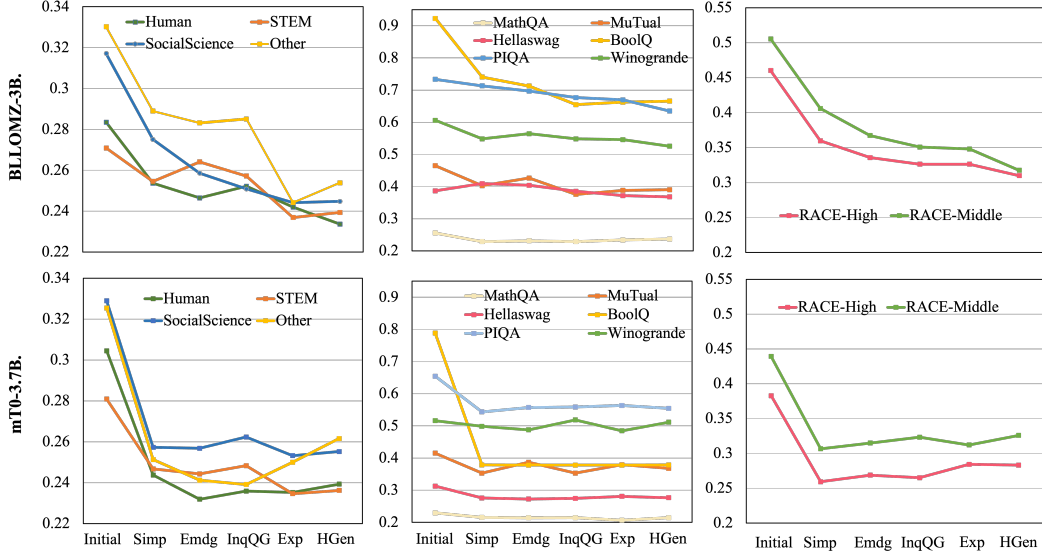 BLLOMZ-3B.
0.34
0.32
0.3
0.28
0.26
0.24
0.22
Human
STEM
SocialScience
Other
0.9
0.8
0.7
0.6
0.5
0.4
0.3
0.2
MathQA
MuTual
Hellaswag
BoolQ
PIQA
Winogrande
0.55
0.5
0.45
0.4
0.35
0.3
0.25
0.2
RACE-High
RACE-Middle
mT0-3.7B.
0.34
0.32
0.3
0.28
0.26
0.24
0.22
Human
STEM
SocialScience
Other
Initial Simp Emdg InqQG Exp HGen
0.9
0.8
0.7
0.6
0.5
0.4
0.3
0.2
MathQA
MuTual
Hellaswag
BoolQ
PIQA
Winogrande
Initial Simp Emdg InqQG Exp HGen
0.55
0.5
0.45
0.4
0.35
0.3
0.25
0.2
RACE-High
RACE-Middle
Initial Simp Emdg InqQG Exp HGen